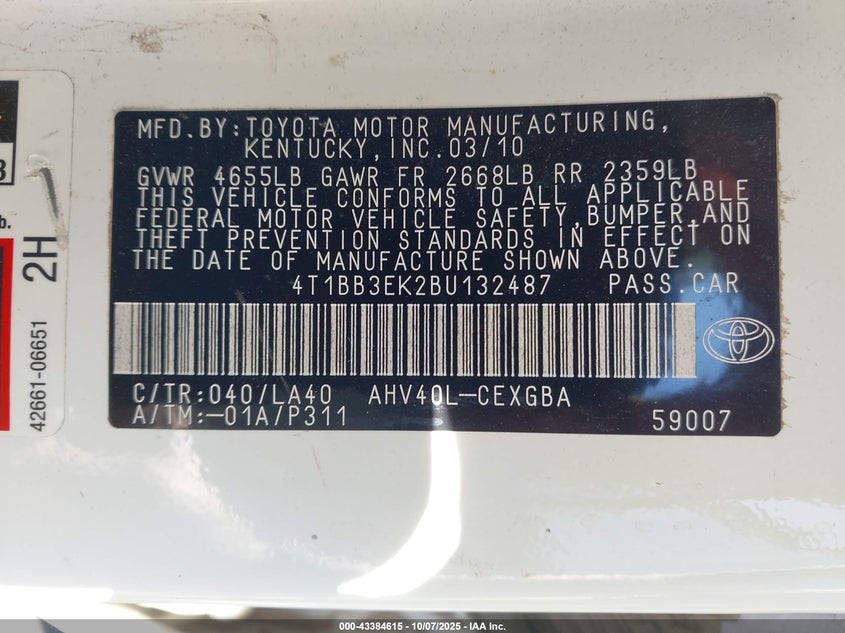 MFD.BY:TOYOTA MOTOR MANUFACTURING,
KENTUCKY,INC.03/10
GVWR 4655LB GAWR FR 2668LB RR 2359LB
THIS VEHICLE CONFORMS TO ALL APPLICABLE
FEDERAL MOTOR VEHICLE SAFETY,BUMPER,AND
THEFT PREVENTION STANDARDS IN EFFECT ON
THE DATE OF MANUFACTURE SHOWN ABOVE.
4T1BB3EK2BU132487 PASS.CAR
C/TR:040/LA40 AHV40L-CEXGBA
A/TM:-01A/P311 59007
42661-06651 2H
000-43384615 - 10/07/2025 - IAA Inc.